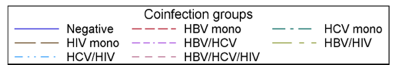 Coinfection groups
Negative HBV mono HCV mono
HIV mono HBV/HCV HBV/HIV
HCV/HIV HBV/HCV/HIV